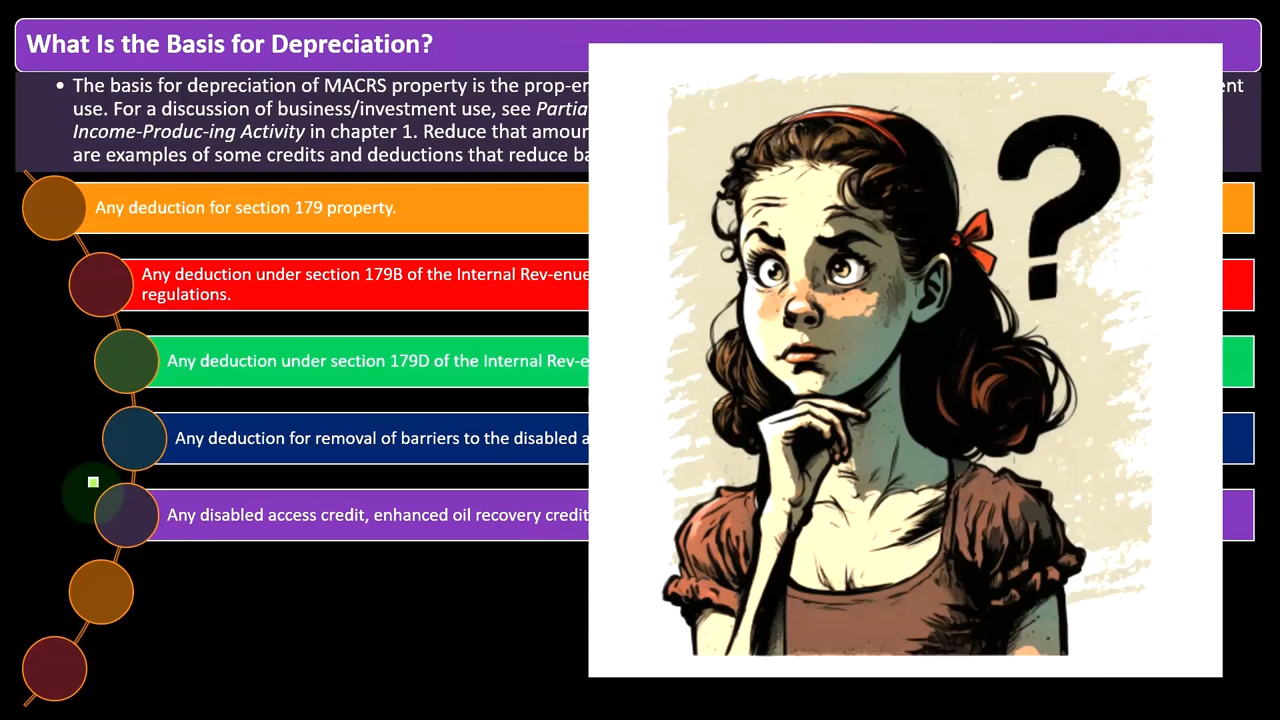 What Is the Basis for Depreciation?
• The basis for depreciation of MACRS property is the prop-er
use. For a discussion of business/investment use, see Partia
Income-Produc-ing Activity in chapter 1. Reduce that amoun
are examples of some credits and deductions that reduce ba
Any deduction for section 179 property.
Any deduction under section 179B of the Internal Rev-enue
regulations.
Any deduction under section 179D of the Internal Rev-e
Any deduction for removal of barriers to the disabled a
Any disabled access credit, enhanced oil recovery credit
?